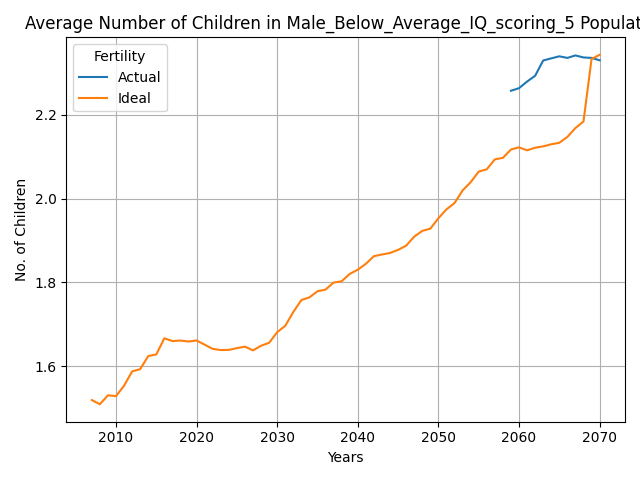 Average Number of Children in Male_Below_Average_IQ_scoring_5 Populat
Fertility
Actual
Ideal
No. of Children
2.2
2.0
1.8
1.6
2010 2020 2030 2040 2050 2060 2070
Years